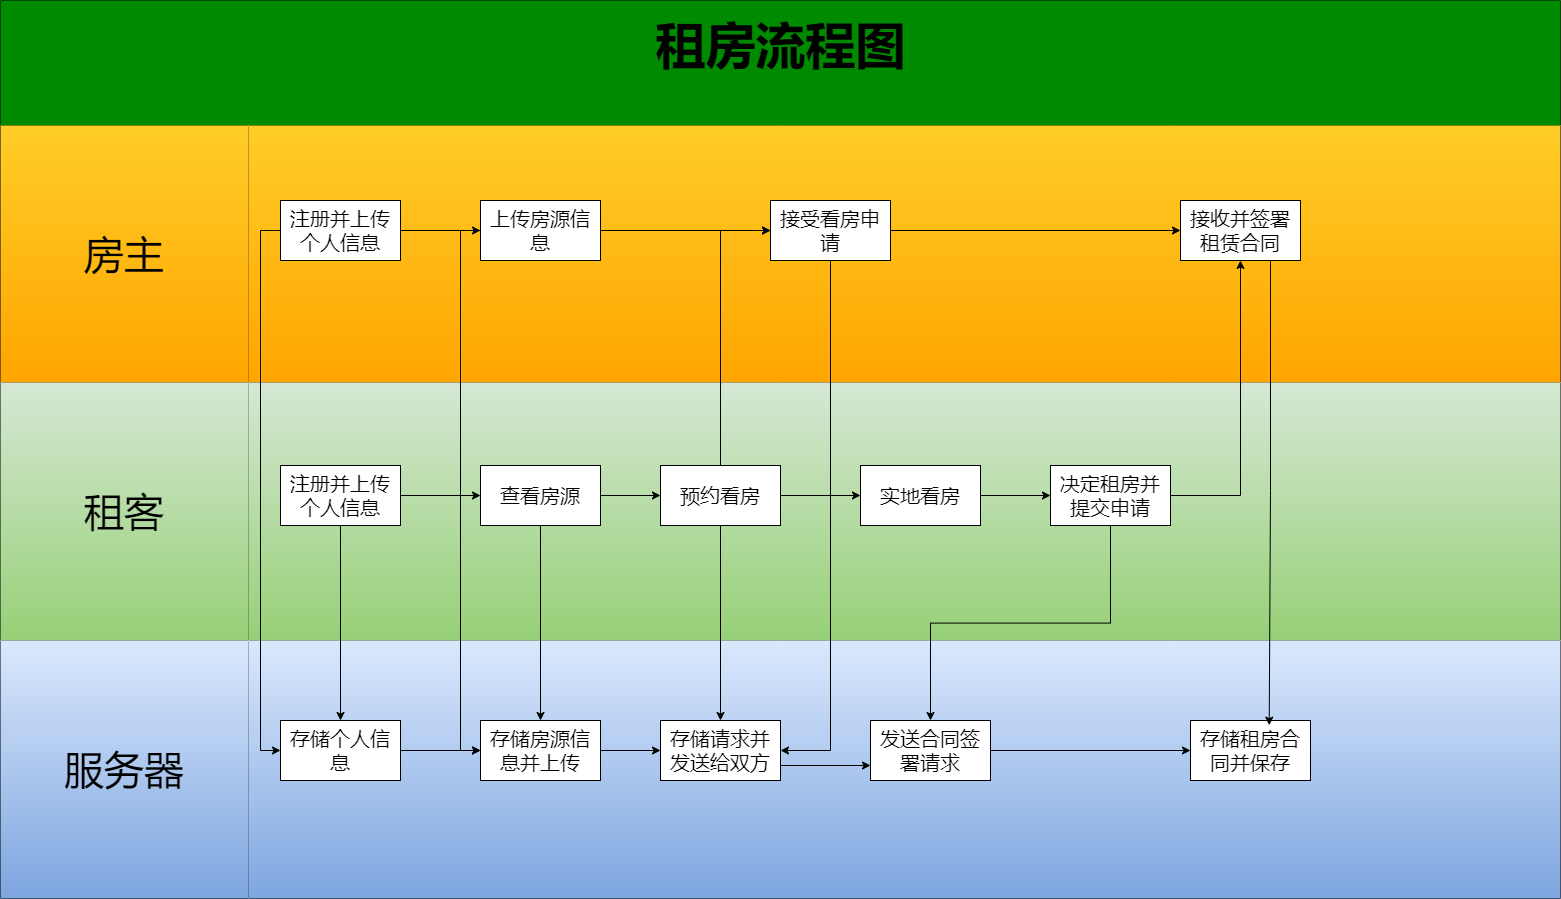 租房流程图
房主
注册并上传
个人信息
上传房源信
息
接受看房申
请
接收并签署
租赁合同
租客
注册并上传
个人信息
查看房源
预约看房
实地看房
决定租房并
提交申请
服务器
存储个人信
息
存储房源信
息并上传
存储请求并
发送给双方
发送合同签
署请求
存储租房合
同并保存